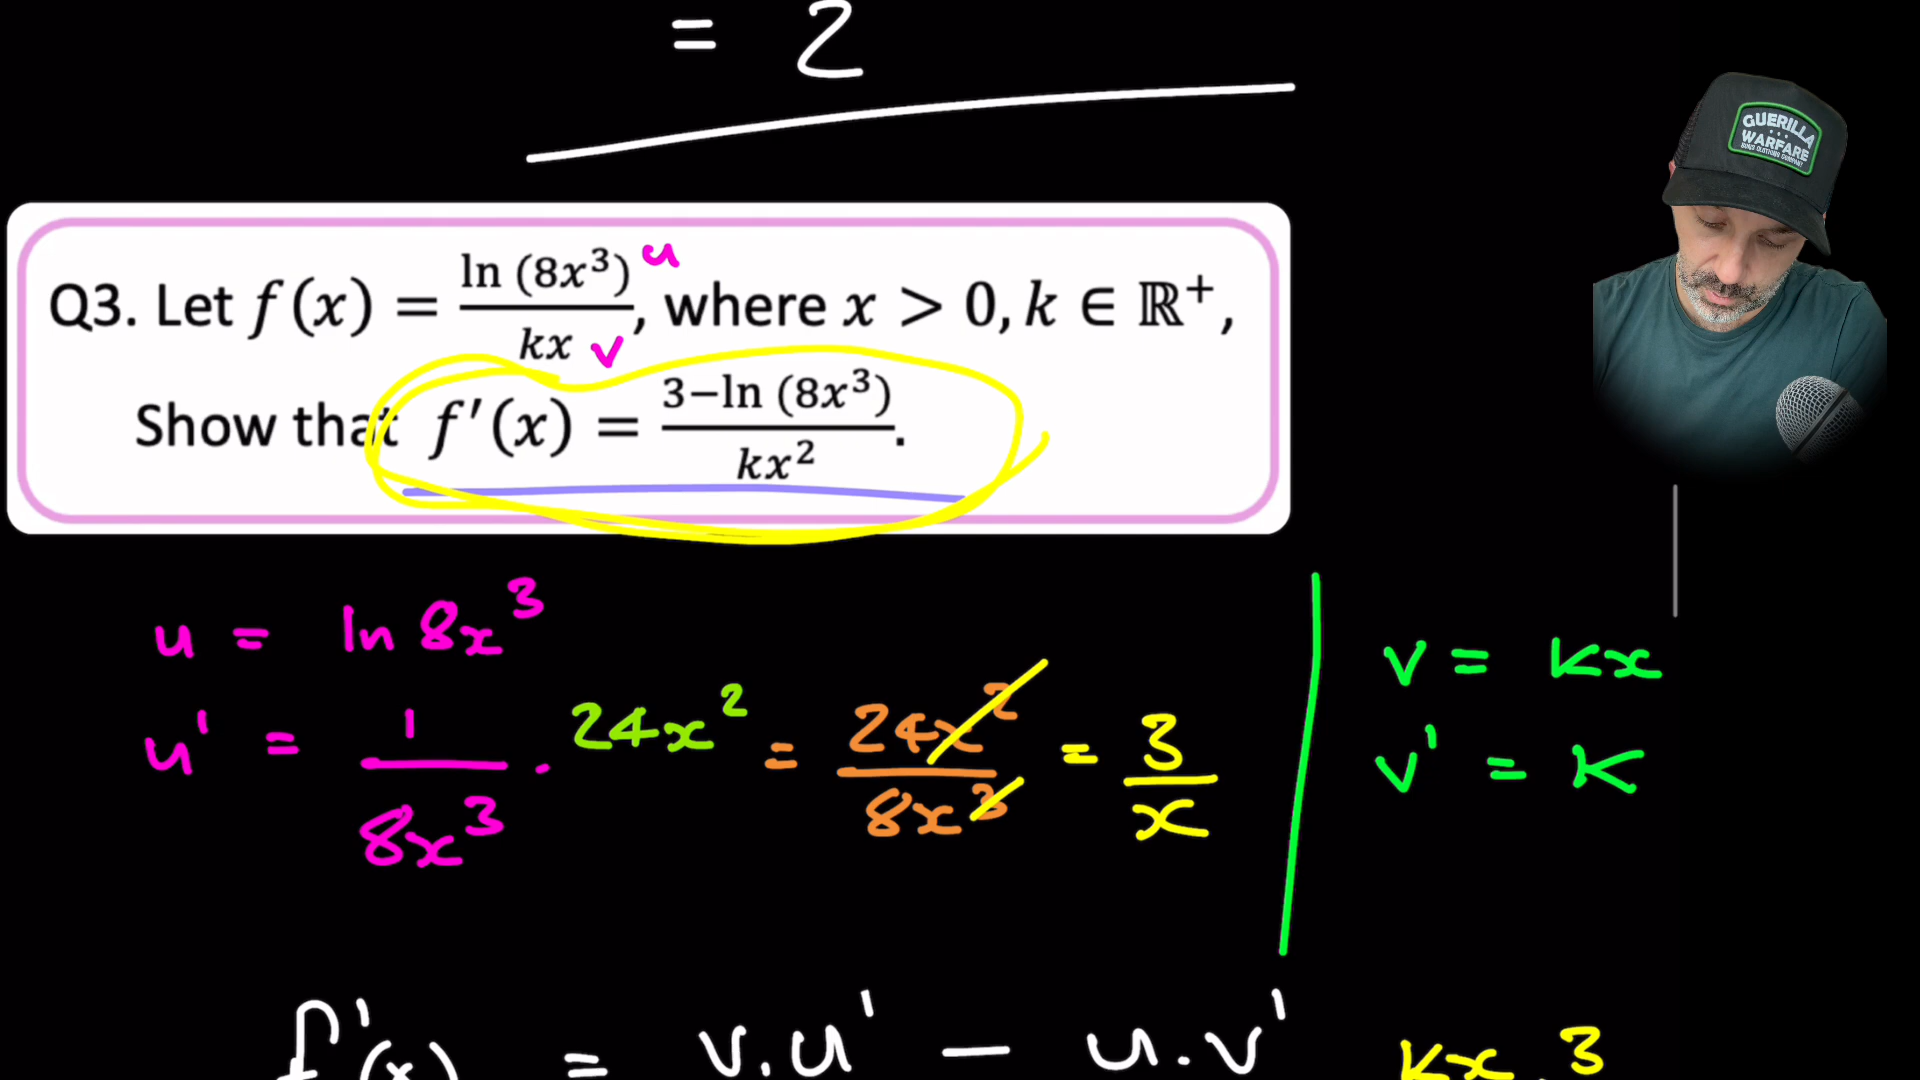 = 2
GUERILLA
WARFARE
Q3. Let f(x) = ln (8x³) / kx, where x > 0, k ∈ ℝ⁺,
u
v
Show that f′(x) = 3−ln (8x³) / kx².
u = ln 8x³
u' = 1 / 8x³ · 24x² = 24x² / 8x³ = 3 / x
v = kx
v' = k
f'(x) = v.u' − u.v' kx.3